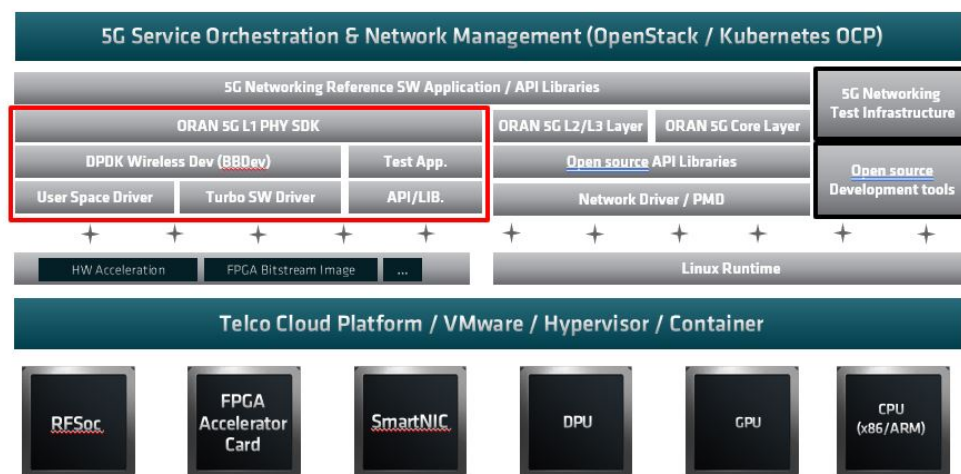 5G Service Orchestration & Network Management (OpenStack / Kubernetes OCP)
5G Networking Reference SW Application / API Libraries
5G Networking
Test Infrastructure
ORAN 5G L1 PHY SDK
ORAN 5G L2/L3 Layer
ORAN 5G Core Layer
DPDK Wireless Dev (BBDev)
Test App.
Open source API Libraries
Open source
Development tools
User Space Driver
Turbo SW Driver
API/LIB.
Network Driver / PMD
HW Acceleration
FPGA Bitstream Image
...
Linux Runtime
Telco Cloud Platform / VMware / Hypervisor / Container
RFSoc
FPGA
Accelerator
Card
SmartNIC
DPU
GPU
CPU
(x86/ARM)